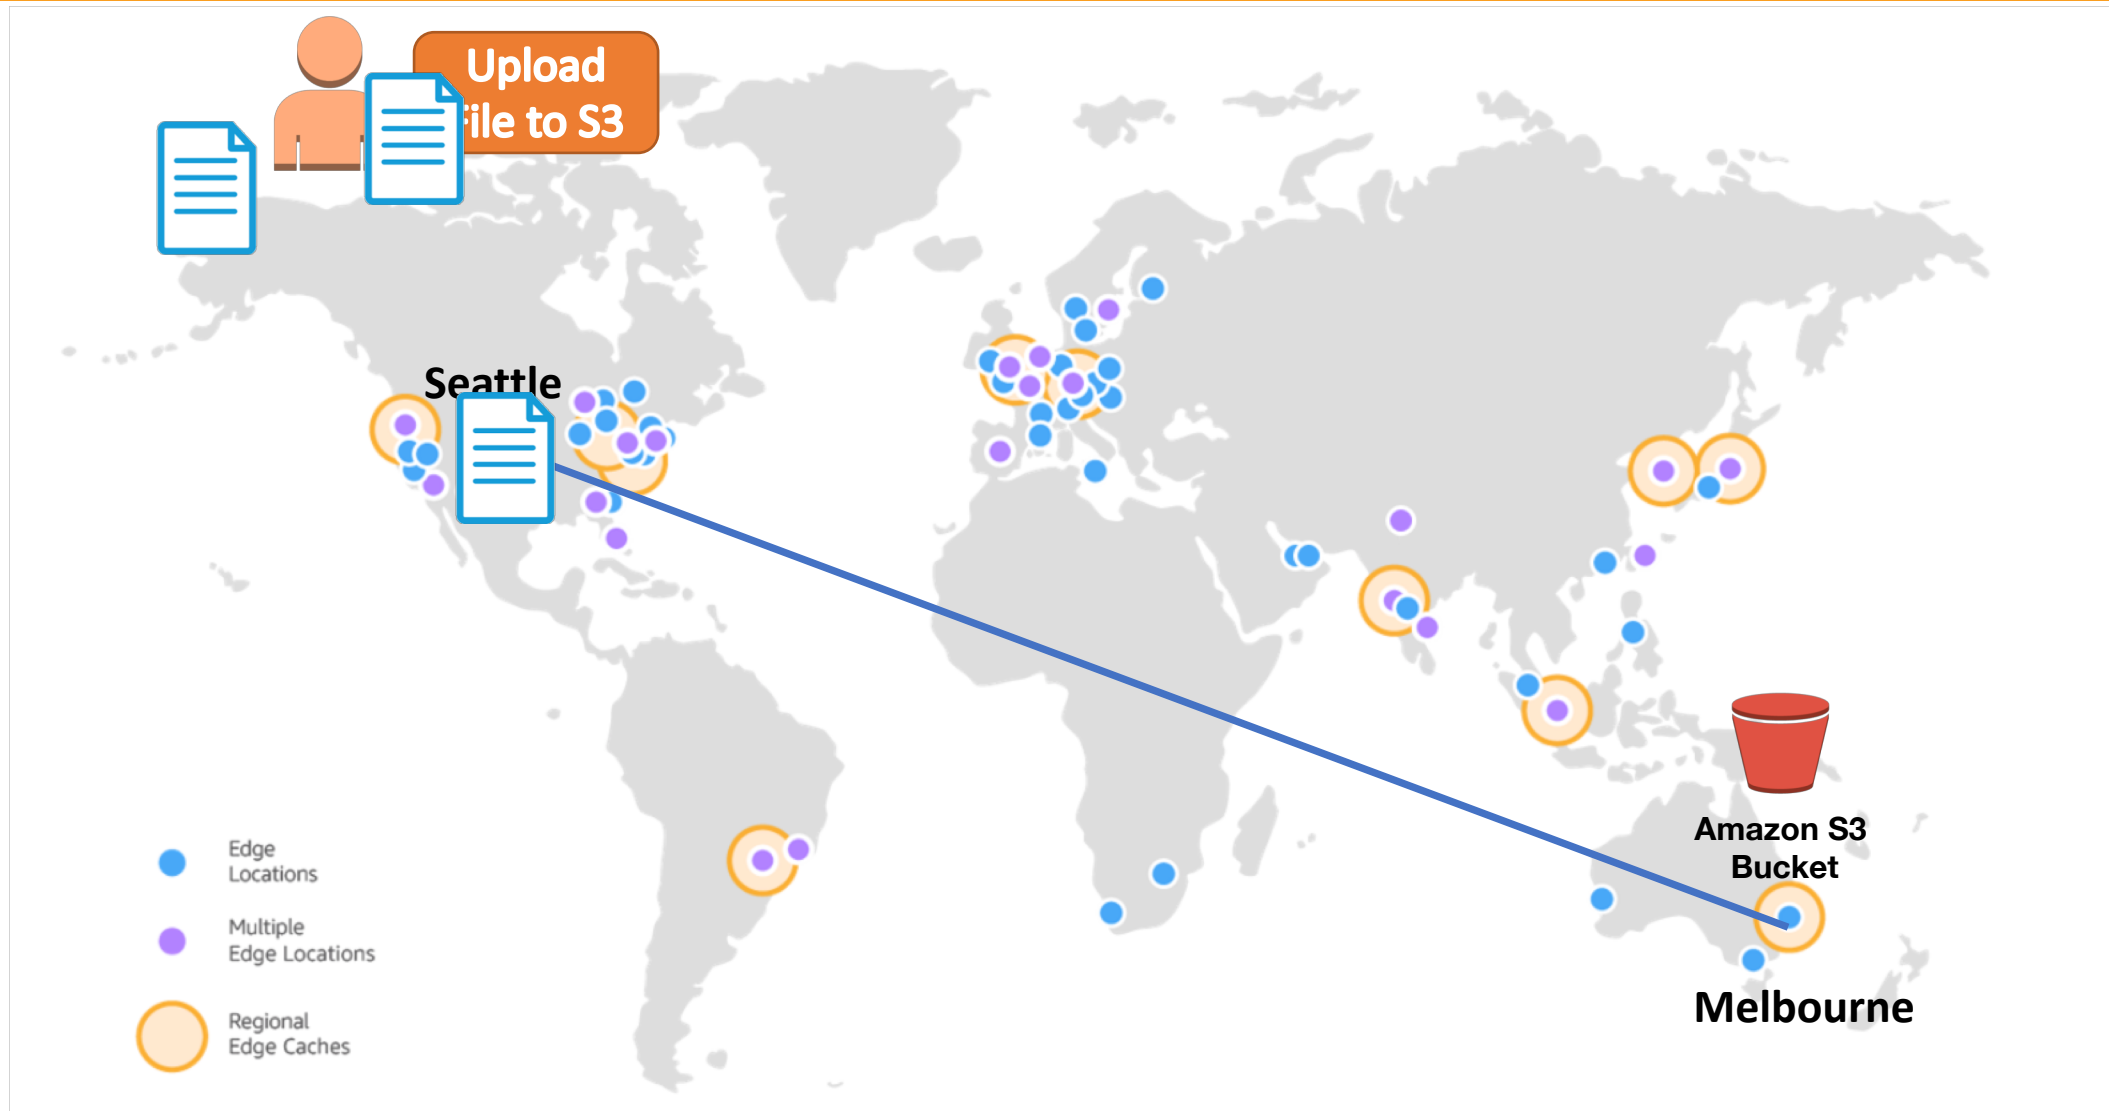 Upload
File to S3
Seattle
Amazon S3
Bucket
Melbourne
Edge
Locations
Multiple
Edge Locations
Regional
Edge Caches